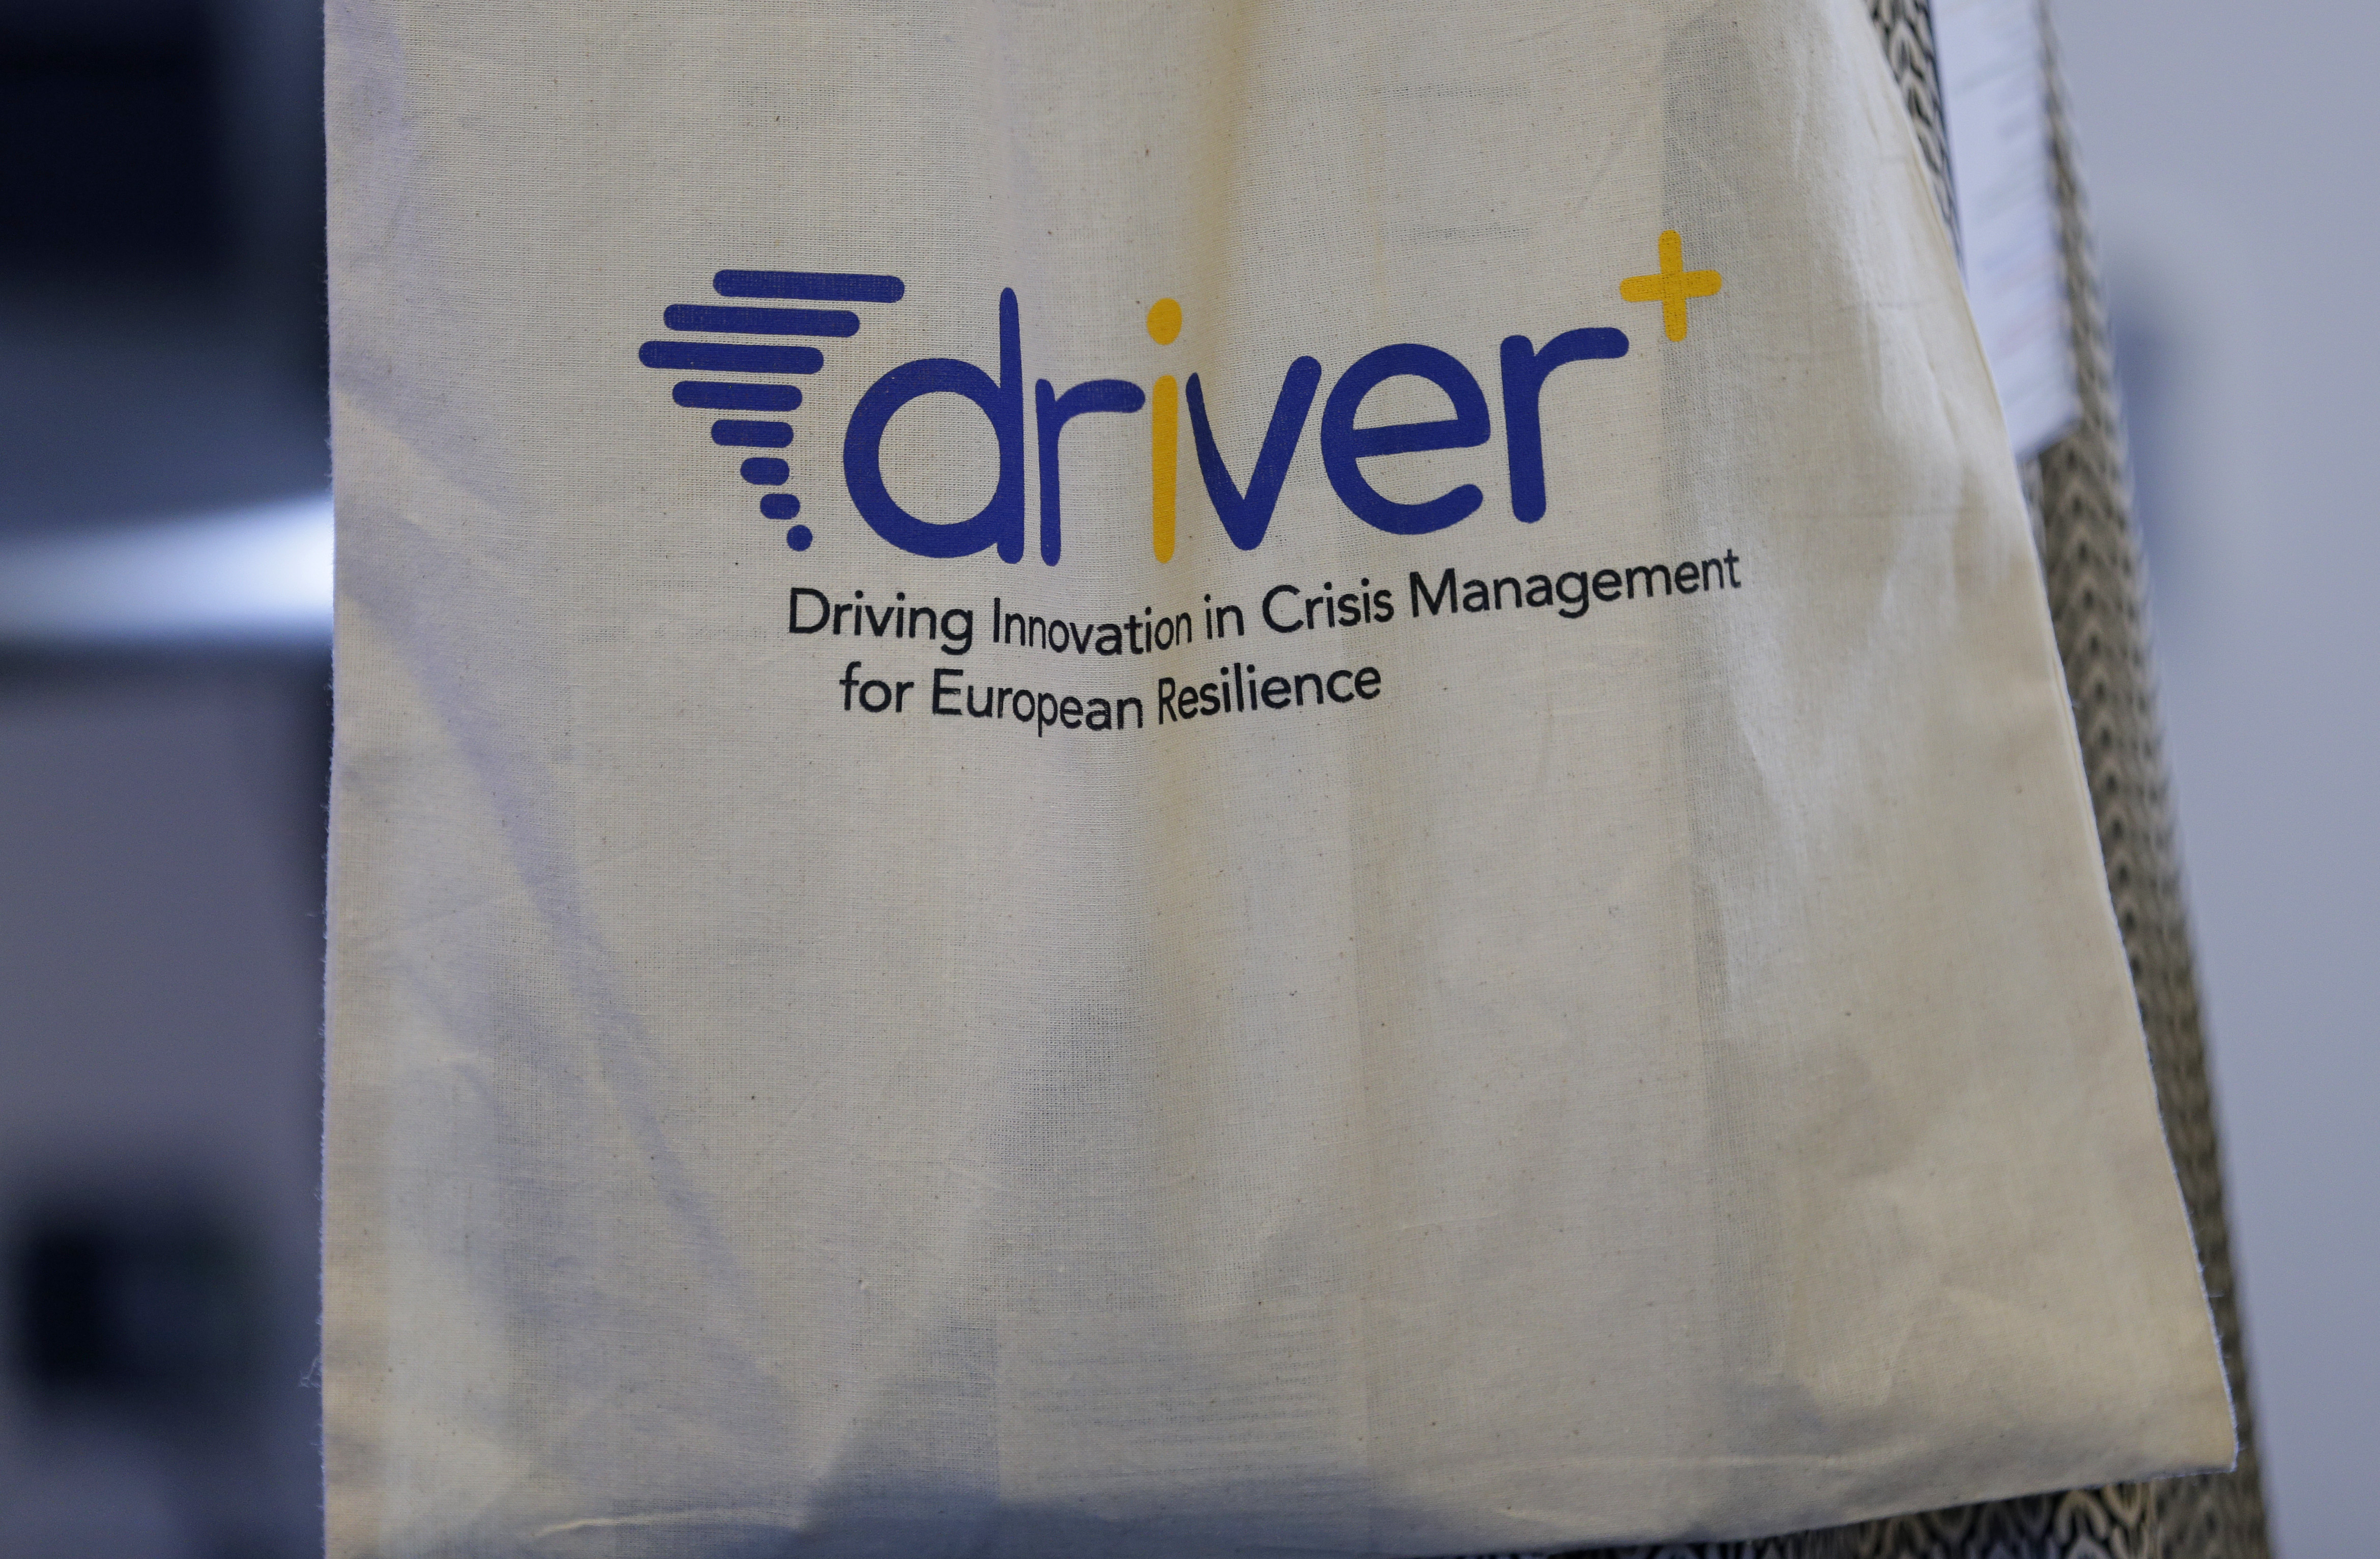 driver+
Driving Innovation in Crisis Management
for European Resilience